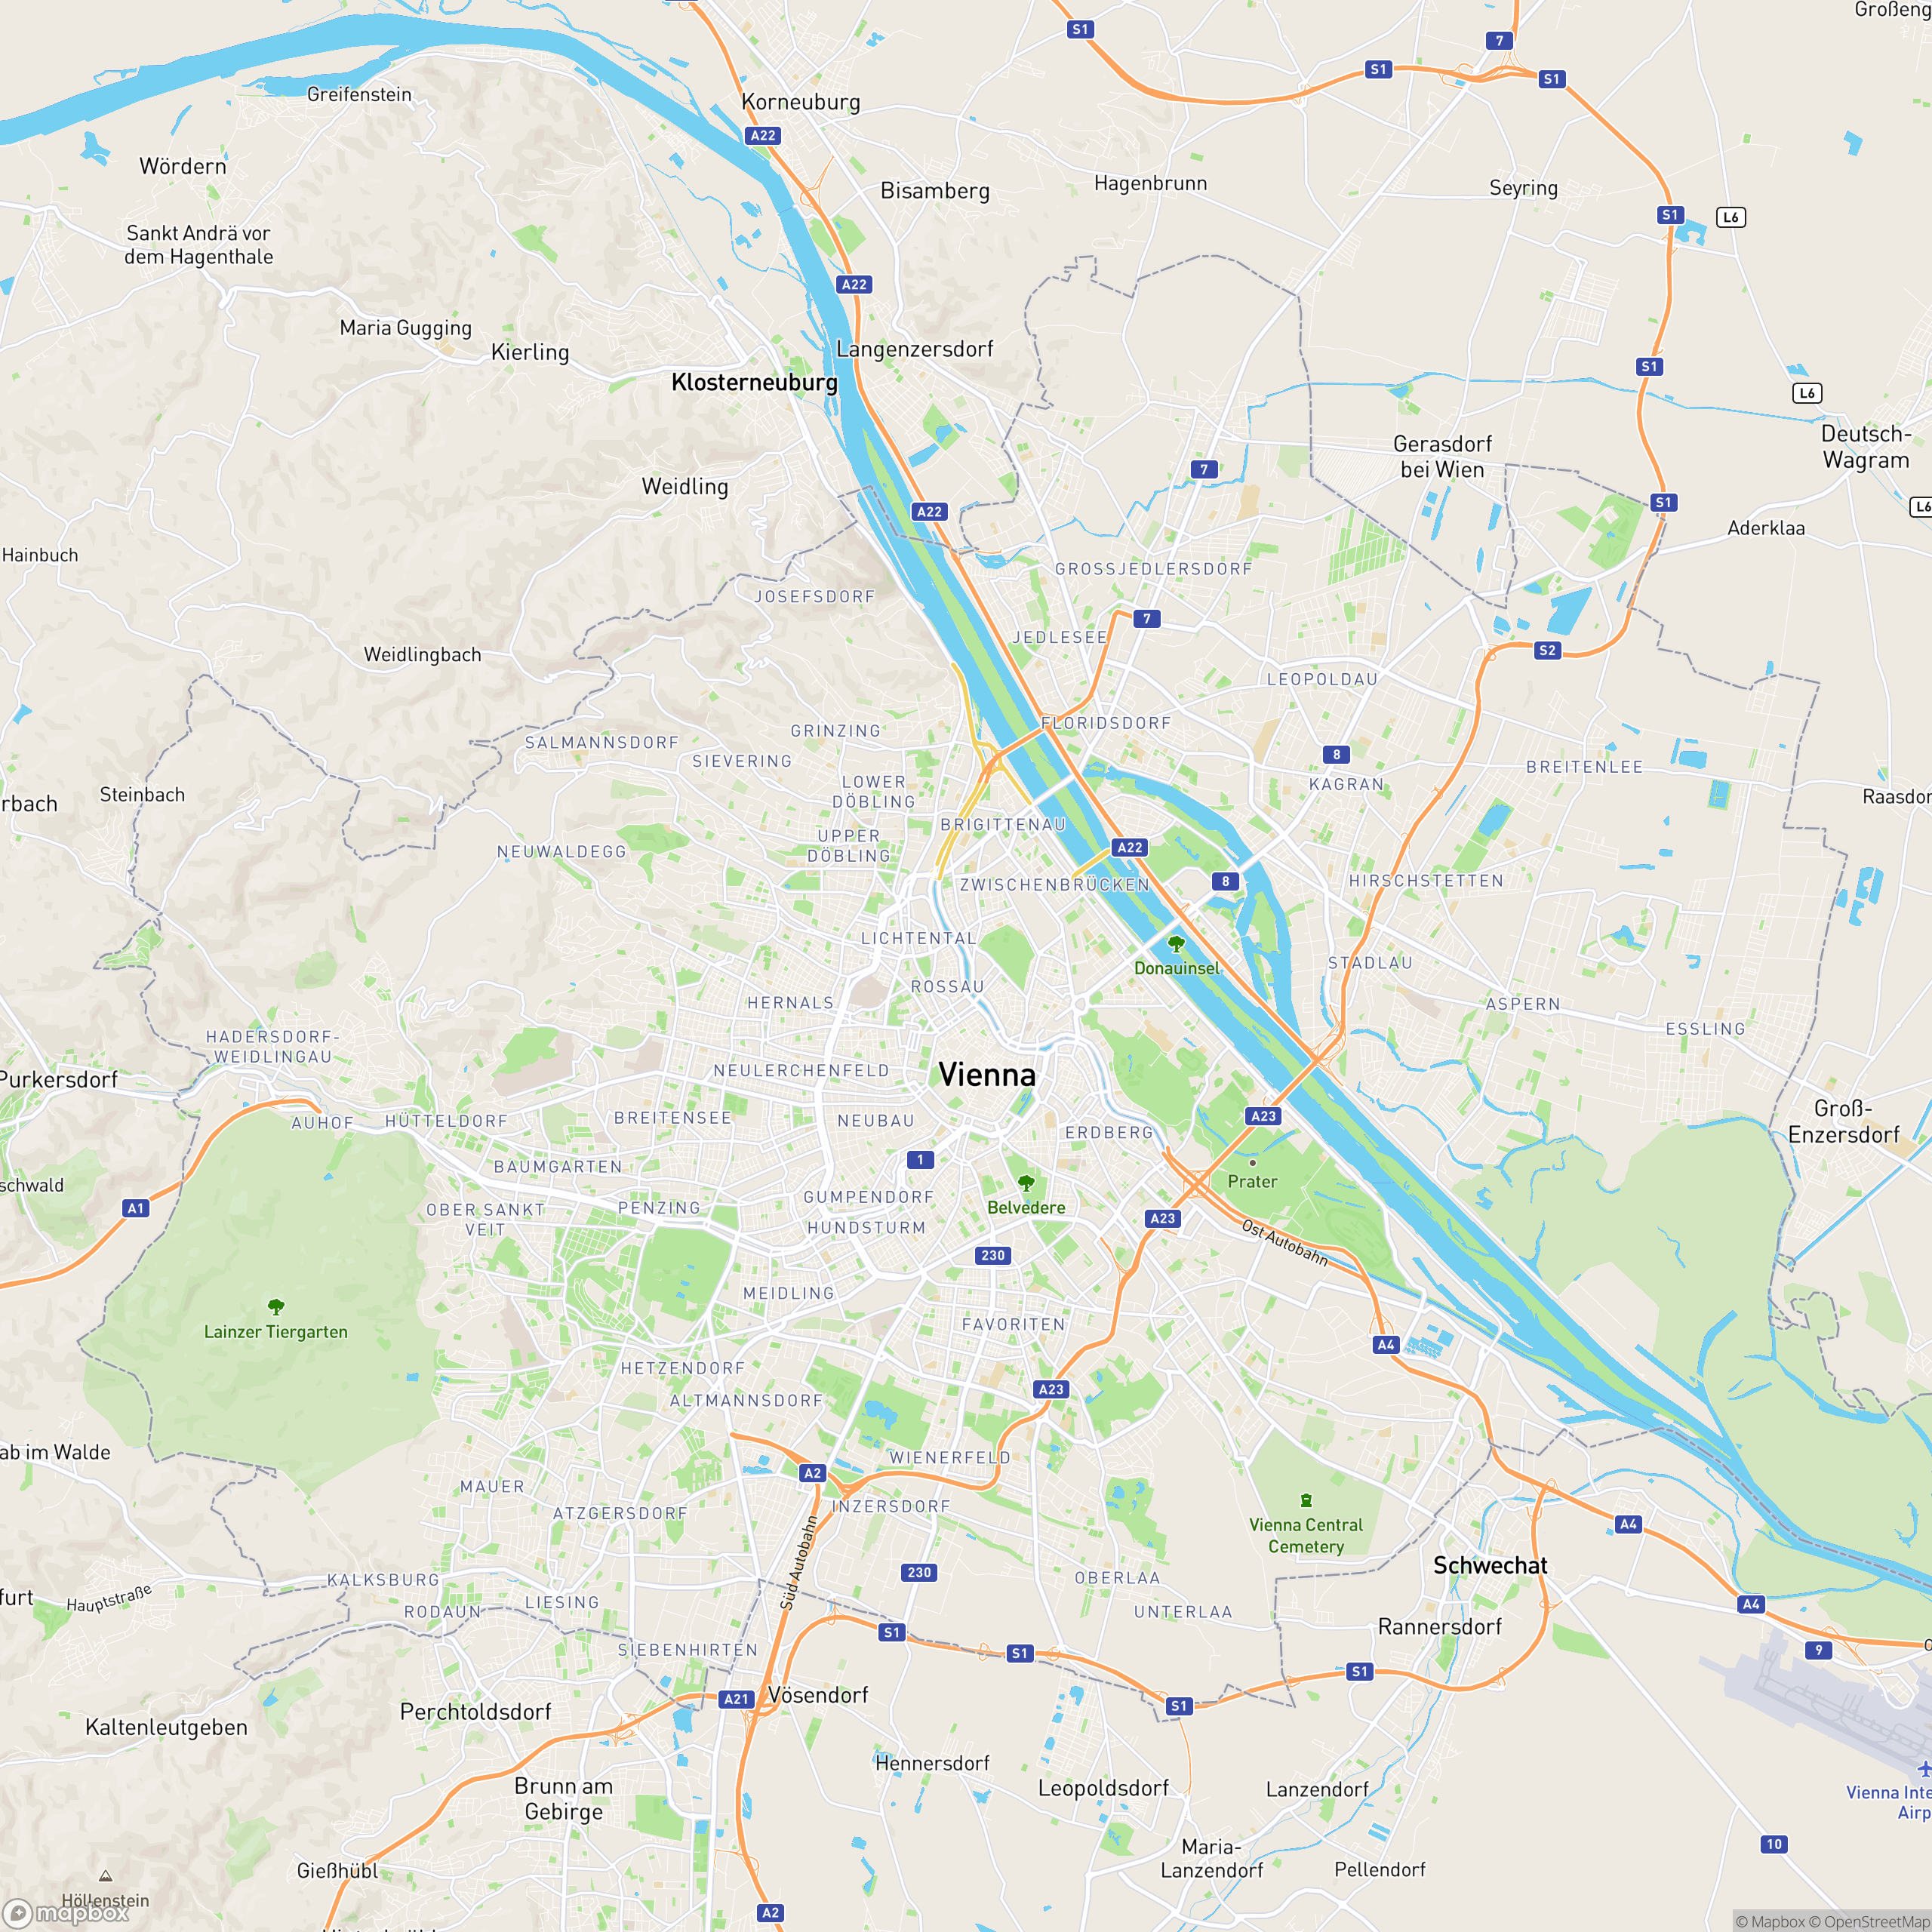 Großeng
S1
7
S1
S1
Greifenstein
Korneuburg
A22
Wördern
Bisamberg
Hagenbrunn
Seyring
S1
L6
Sankt Andrä vor
dem Hagenthale
A22
Maria Gugging
Kierling
Langenzersdorf
Klosterneuburg
S1
L6
Deutsch-
Wagram
Gerasdorf
bei Wien
7
Weidling
A22
S1
L6
Aderklaa
Hainbuch
GROSSJEDLERSDORF
JOSEFSDORF
7
JEDLESEE
Weidlingbach
S2
LEOPOLDAU
FLORIDSDORF
GRINZING
SALMANNSDORF
SIEVERING
8
BREITENLEE
KAGRAN
LOWER
DÖBLING
Steinbach
rbach
Raasdor
BRIGITTENAU
UPPER
DÖBLING
NEUWALDEGG
A22
8
HIRSCHSTETTEN
ZWISCHENBRÜCKEN
LICHTENTAL
Donauinsel
STADLAU
ROSSAU
HERNALS
ASPERN
ESSLING
HADERSDORF-
WEIDLINGAU
Purkersdorf
NEULERCHENFELD
Vienna
A23
Groß-
Enzersdorf
AUHOF
HÜTTELDORF
BREITENSEE
NEUBAU
ERDBERG
1
BAUMGARTEN
Prater
schwald
GUMPENDORF
Belvedere
A1
OBER SANKT
VEIT
PENZING
HUNDSTURM
A23
Ost Autobahn
230
MEIDLING
Lainzer Tiergarten
FAVORITEN
A4
HETZENDORF
A23
ALTMANNSDORF
ab im Walde
WIENERFELD
A2
MAUER
INZERSDORF
ATZGERSDORF
Vienna Central
Cemetery
A4
Süd Autobahn
Schwechat
230
OBERLAA
KALKSBURG
furt
Hauptstraße
LIESING
RODAUN
UNTERLAA
A4
Rannersdorf
S1
SIEBENHIRTEN
S1
9
O
S1
A21
Vösendorf
S1
Perchtoldsdorf
Kaltenleutgeben
Hennersdorf
Leopoldsdorf
Lanzendorf
Brunn am
Gebirge
Vienna Inte
Airp
10
Maria-
Lanzendorf
Pellendorf
Gießhübl
Höllenstein
A2
mapbox
© Mapbox © OpenStreetMap